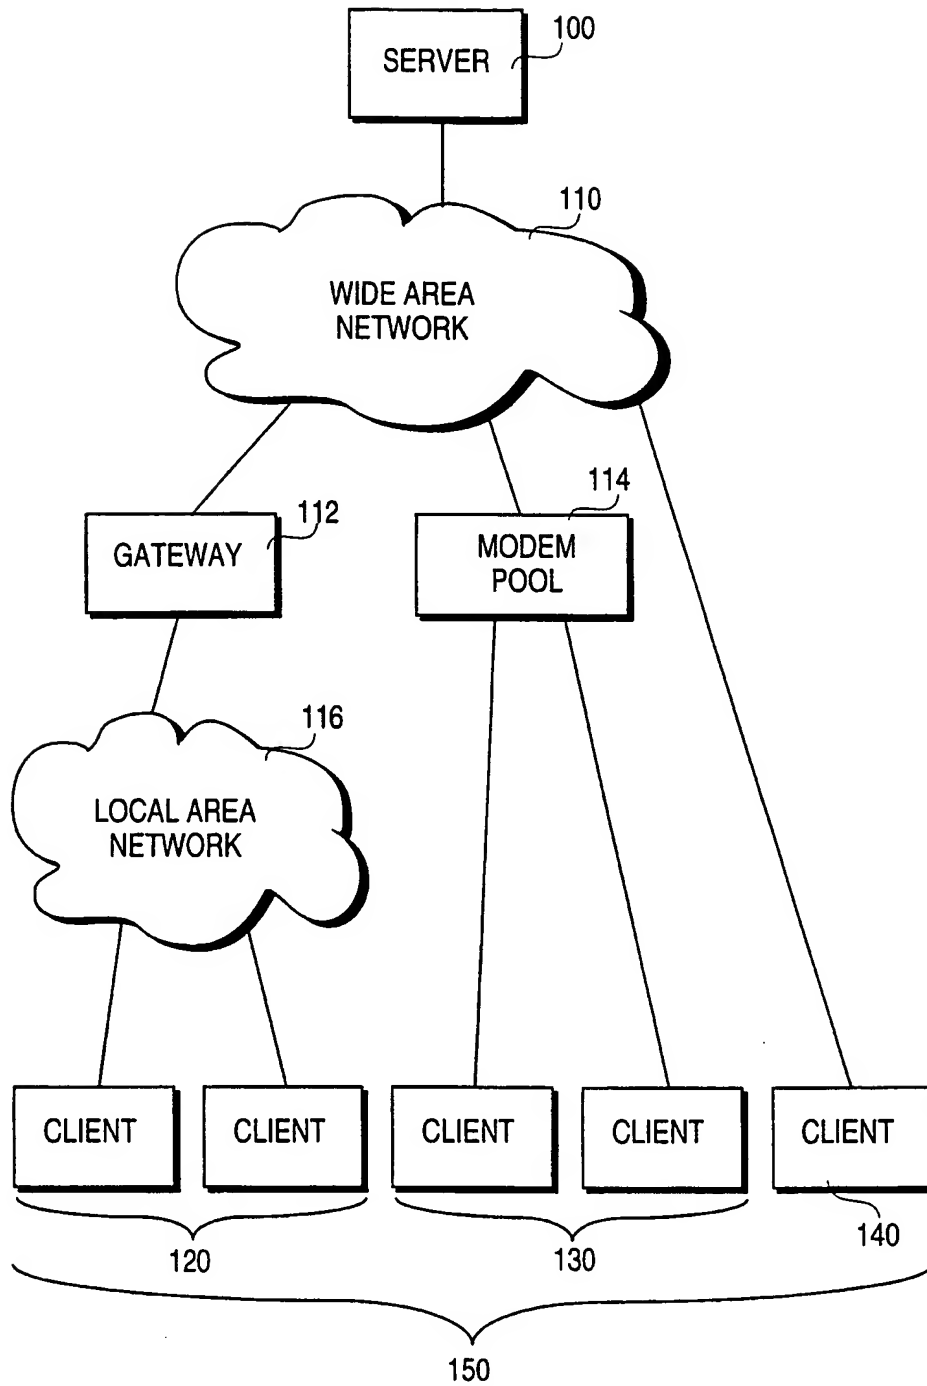 100
SERVER
110
WIDE AREA
NETWORK
112
GATEWAY
114
MODEM
POOL
116
LOCAL AREA
NETWORK
CLIENT
CLIENT
CLIENT
CLIENT
CLIENT
120
130
140
150